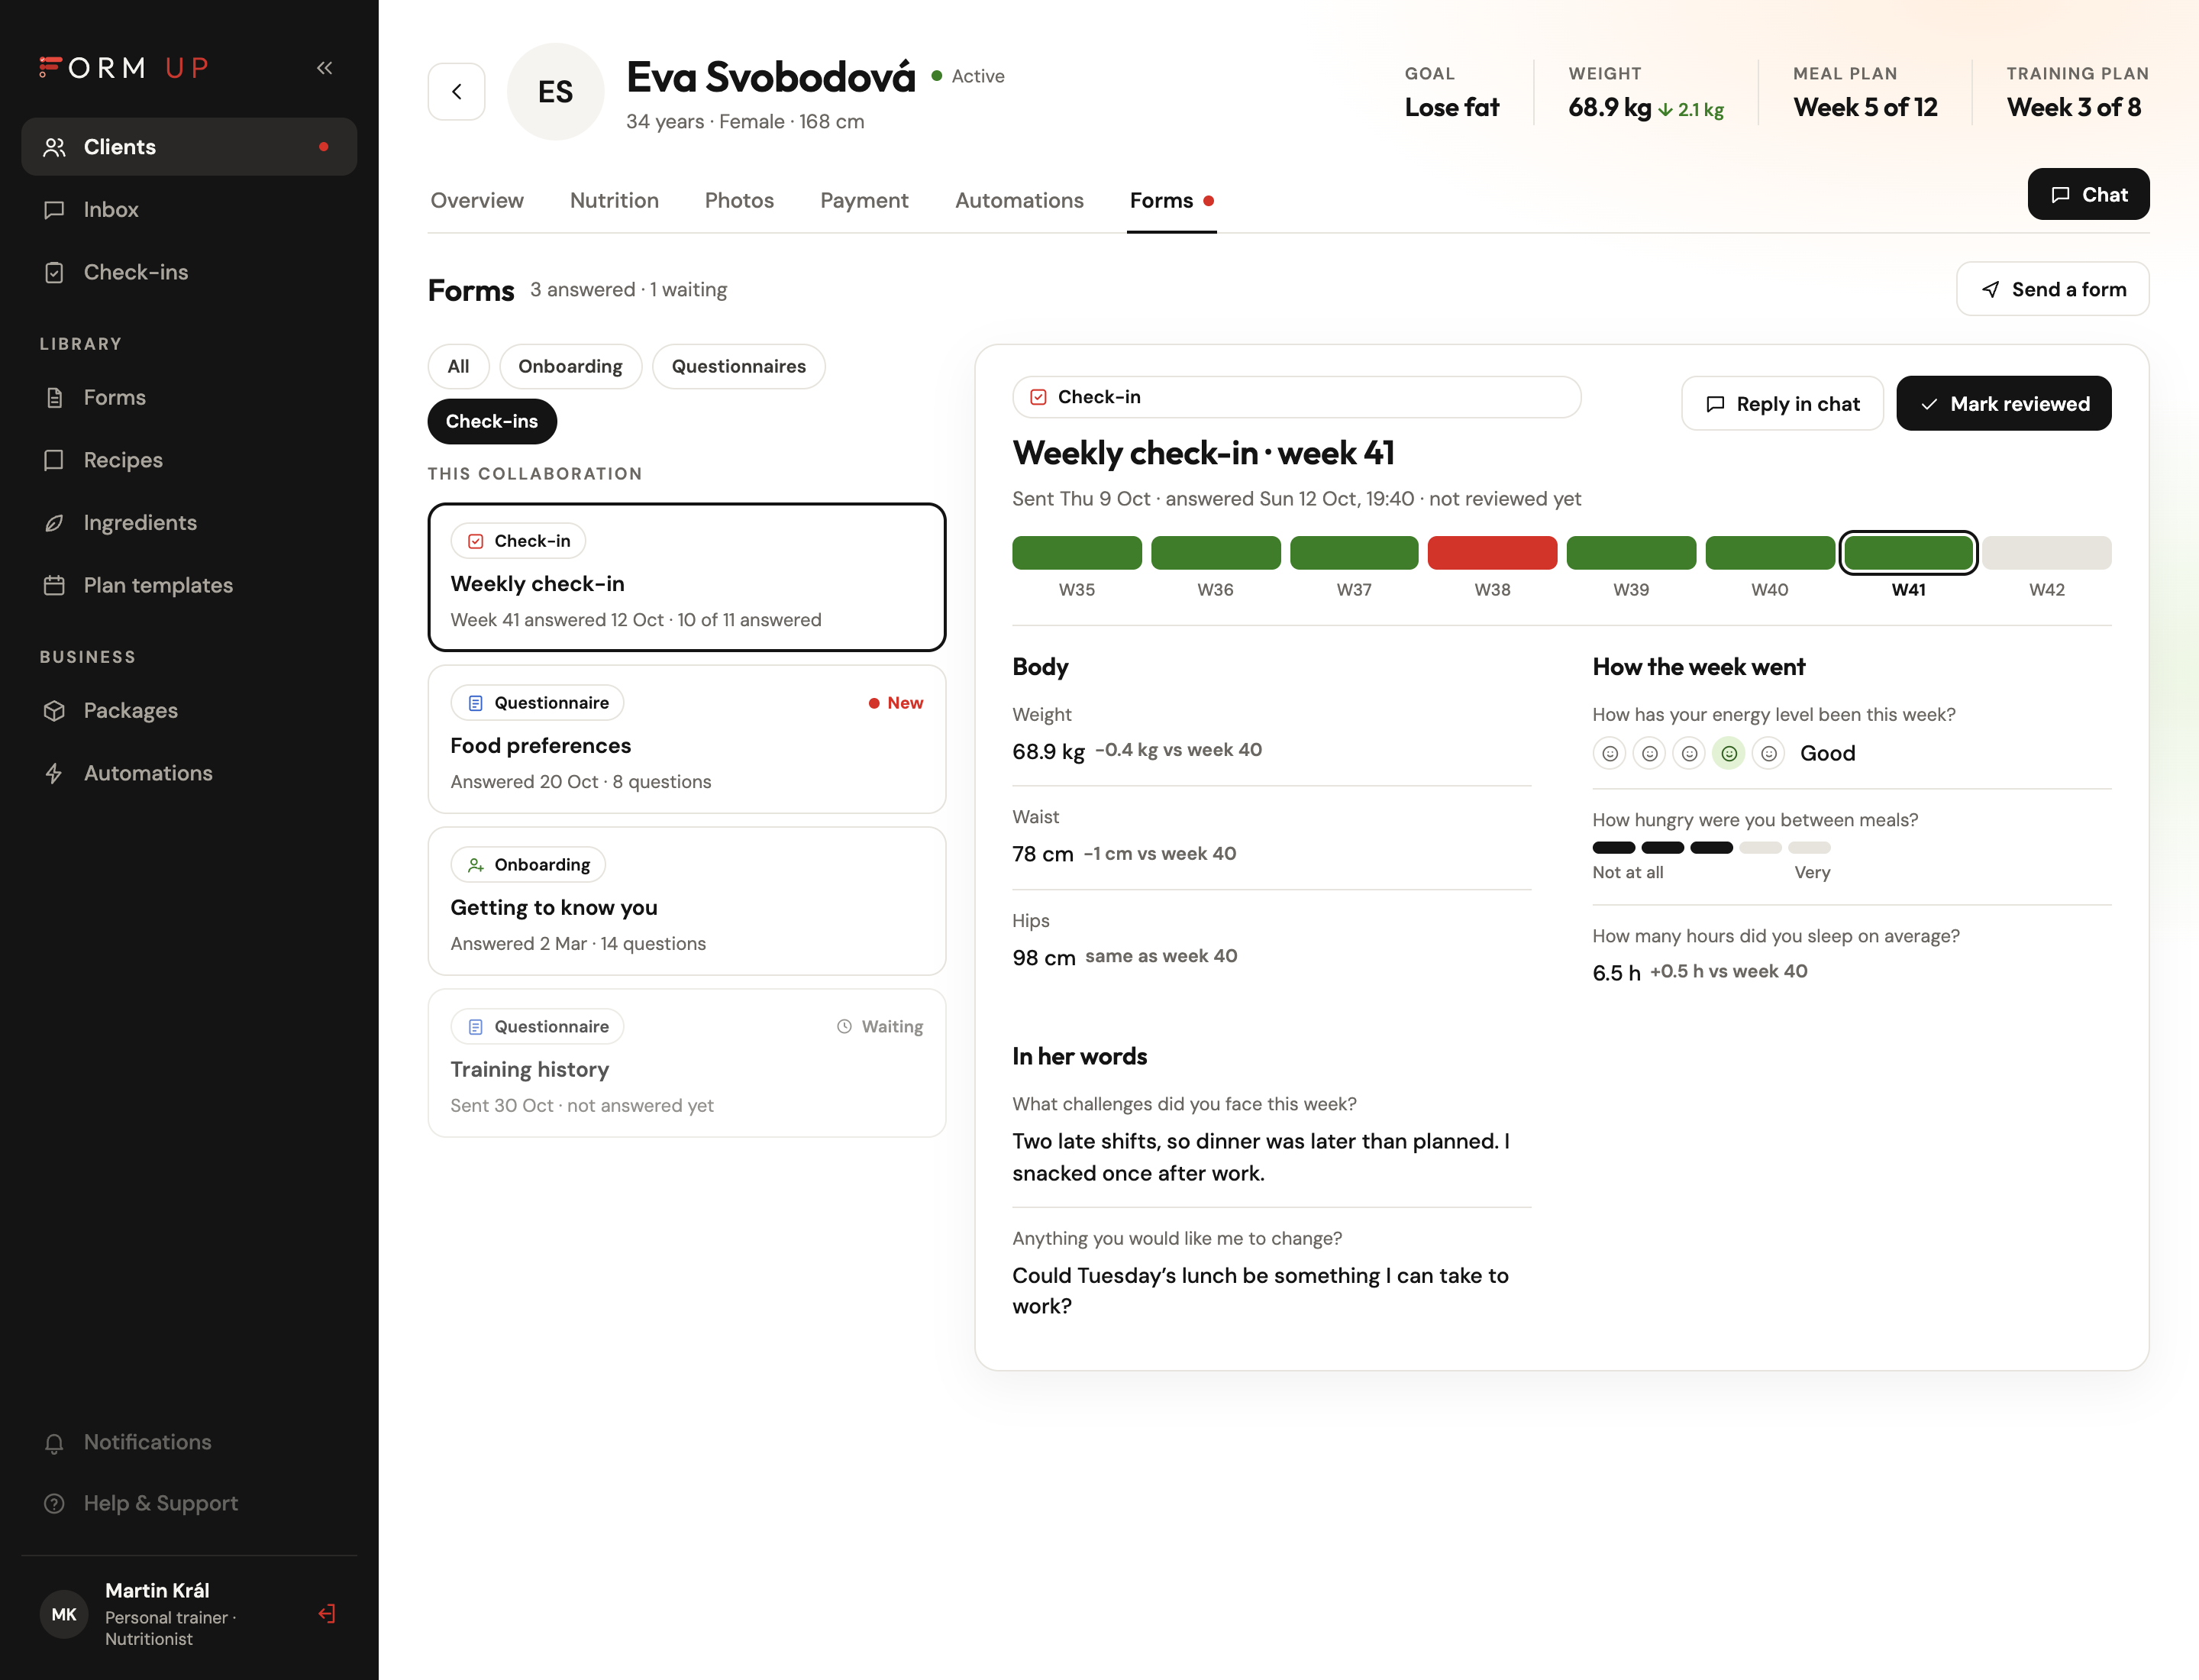 FORM UP
Clients
Inbox
Check-ins
LIBRARY
Forms
Recipes
Ingredients
Plan templates
BUSINESS
Packages
Automations
Notifications
Help & Support
MK
Martin Král
Personal trainer ·
Nutritionist
ES
Eva Svobodová
Active
34 years · Female · 168 cm
GOAL
Lose fat
WEIGHT
68.9 kg ↓ 2.1 kg
MEAL PLAN
Week 5 of 12
TRAINING PLAN
Week 3 of 8
Overview
Nutrition
Photos
Payment
Automations
Forms
Chat
Forms
3 answered · 1 waiting
Send a form
All
Onboarding
Questionnaires
Check-ins
THIS COLLABORATION
Check-in
Weekly check-in
Week 41 answered 12 Oct · 10 of 11 answered
Questionnaire
New
Food preferences
Answered 20 Oct · 8 questions
Onboarding
Getting to know you
Answered 2 Mar · 14 questions
Questionnaire
Waiting
Training history
Sent 30 Oct · not answered yet
Check-in
Reply in chat
Mark reviewed
Weekly check-in · week 41
Sent Thu 9 Oct · answered Sun 12 Oct, 19:40 · not reviewed yet
W35
W36
W37
W38
W39
W40
W41
W42
Body
Weight
68.9 kg −0.4 kg vs week 40
Waist
78 cm −1 cm vs week 40
Hips
98 cm same as week 40
How the week went
How has your energy level been this week?
Good
How hungry were you between meals?
Not at all
Very
How many hours did you sleep on average?
6.5 h +0.5 h vs week 40
In her words
What challenges did you face this week?
Two late shifts, so dinner was later than planned. I
snacked once after work.
Anything you would like me to change?
Could Tuesday’s lunch be something I can take to
work?